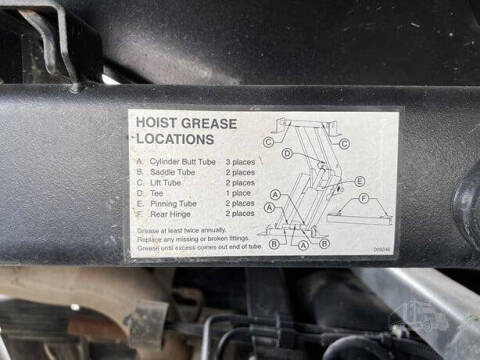 HOIST GREASE
LOCATIONS
A. Cylinder Butt Tube 3 places
B. Saddle Tube 2 places
C. Lift Tube 2 places
D. Tee 1 place
E. Pinning Tube 2 places
F. Rear Hinge 2 places
Grease at least twice annually.
Replace any missing or broken fittings.
Grease until excess comes out end of tube.
C C
D
E
F
A
A
B A B